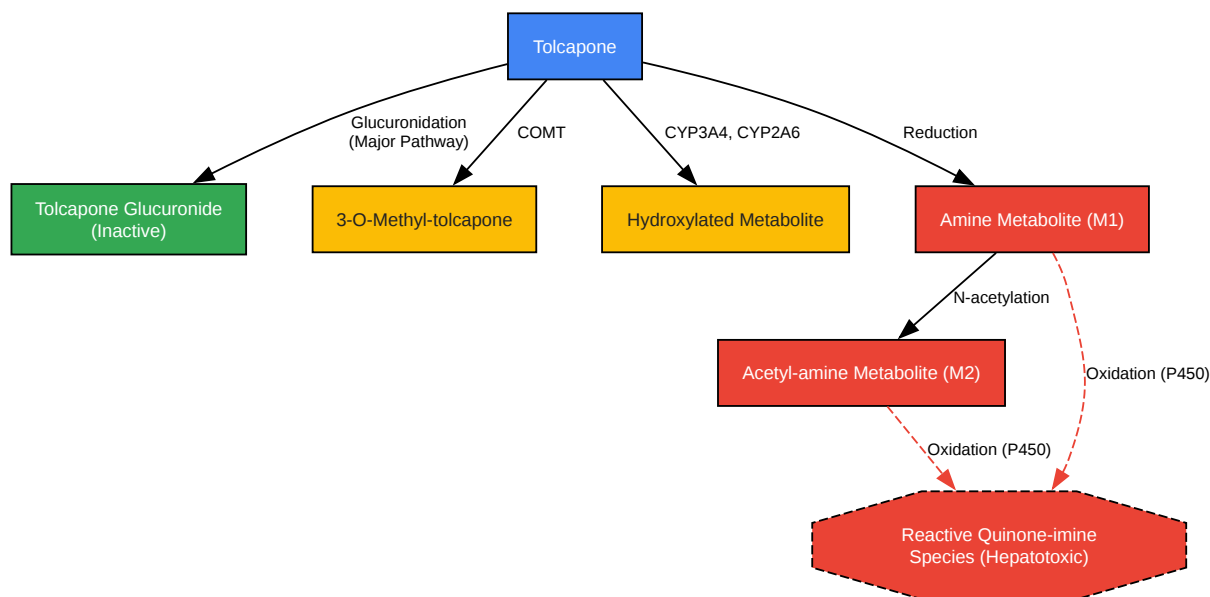 Tolcapone
Glucuronidation
(Major Pathway)
COMT
CYP3A4, CYP2A6
Reduction
Tolcapone Glucuronide
(Inactive)
3-O-Methyl-tolcapone
Hydroxylated Metabolite
Amine Metabolite (M1)
N-acetylation
Acetyl-amine Metabolite (M2)
Oxidation (P450)
Oxidation (P450)
Reactive Quinone-imine
Species (Hepatotoxic)